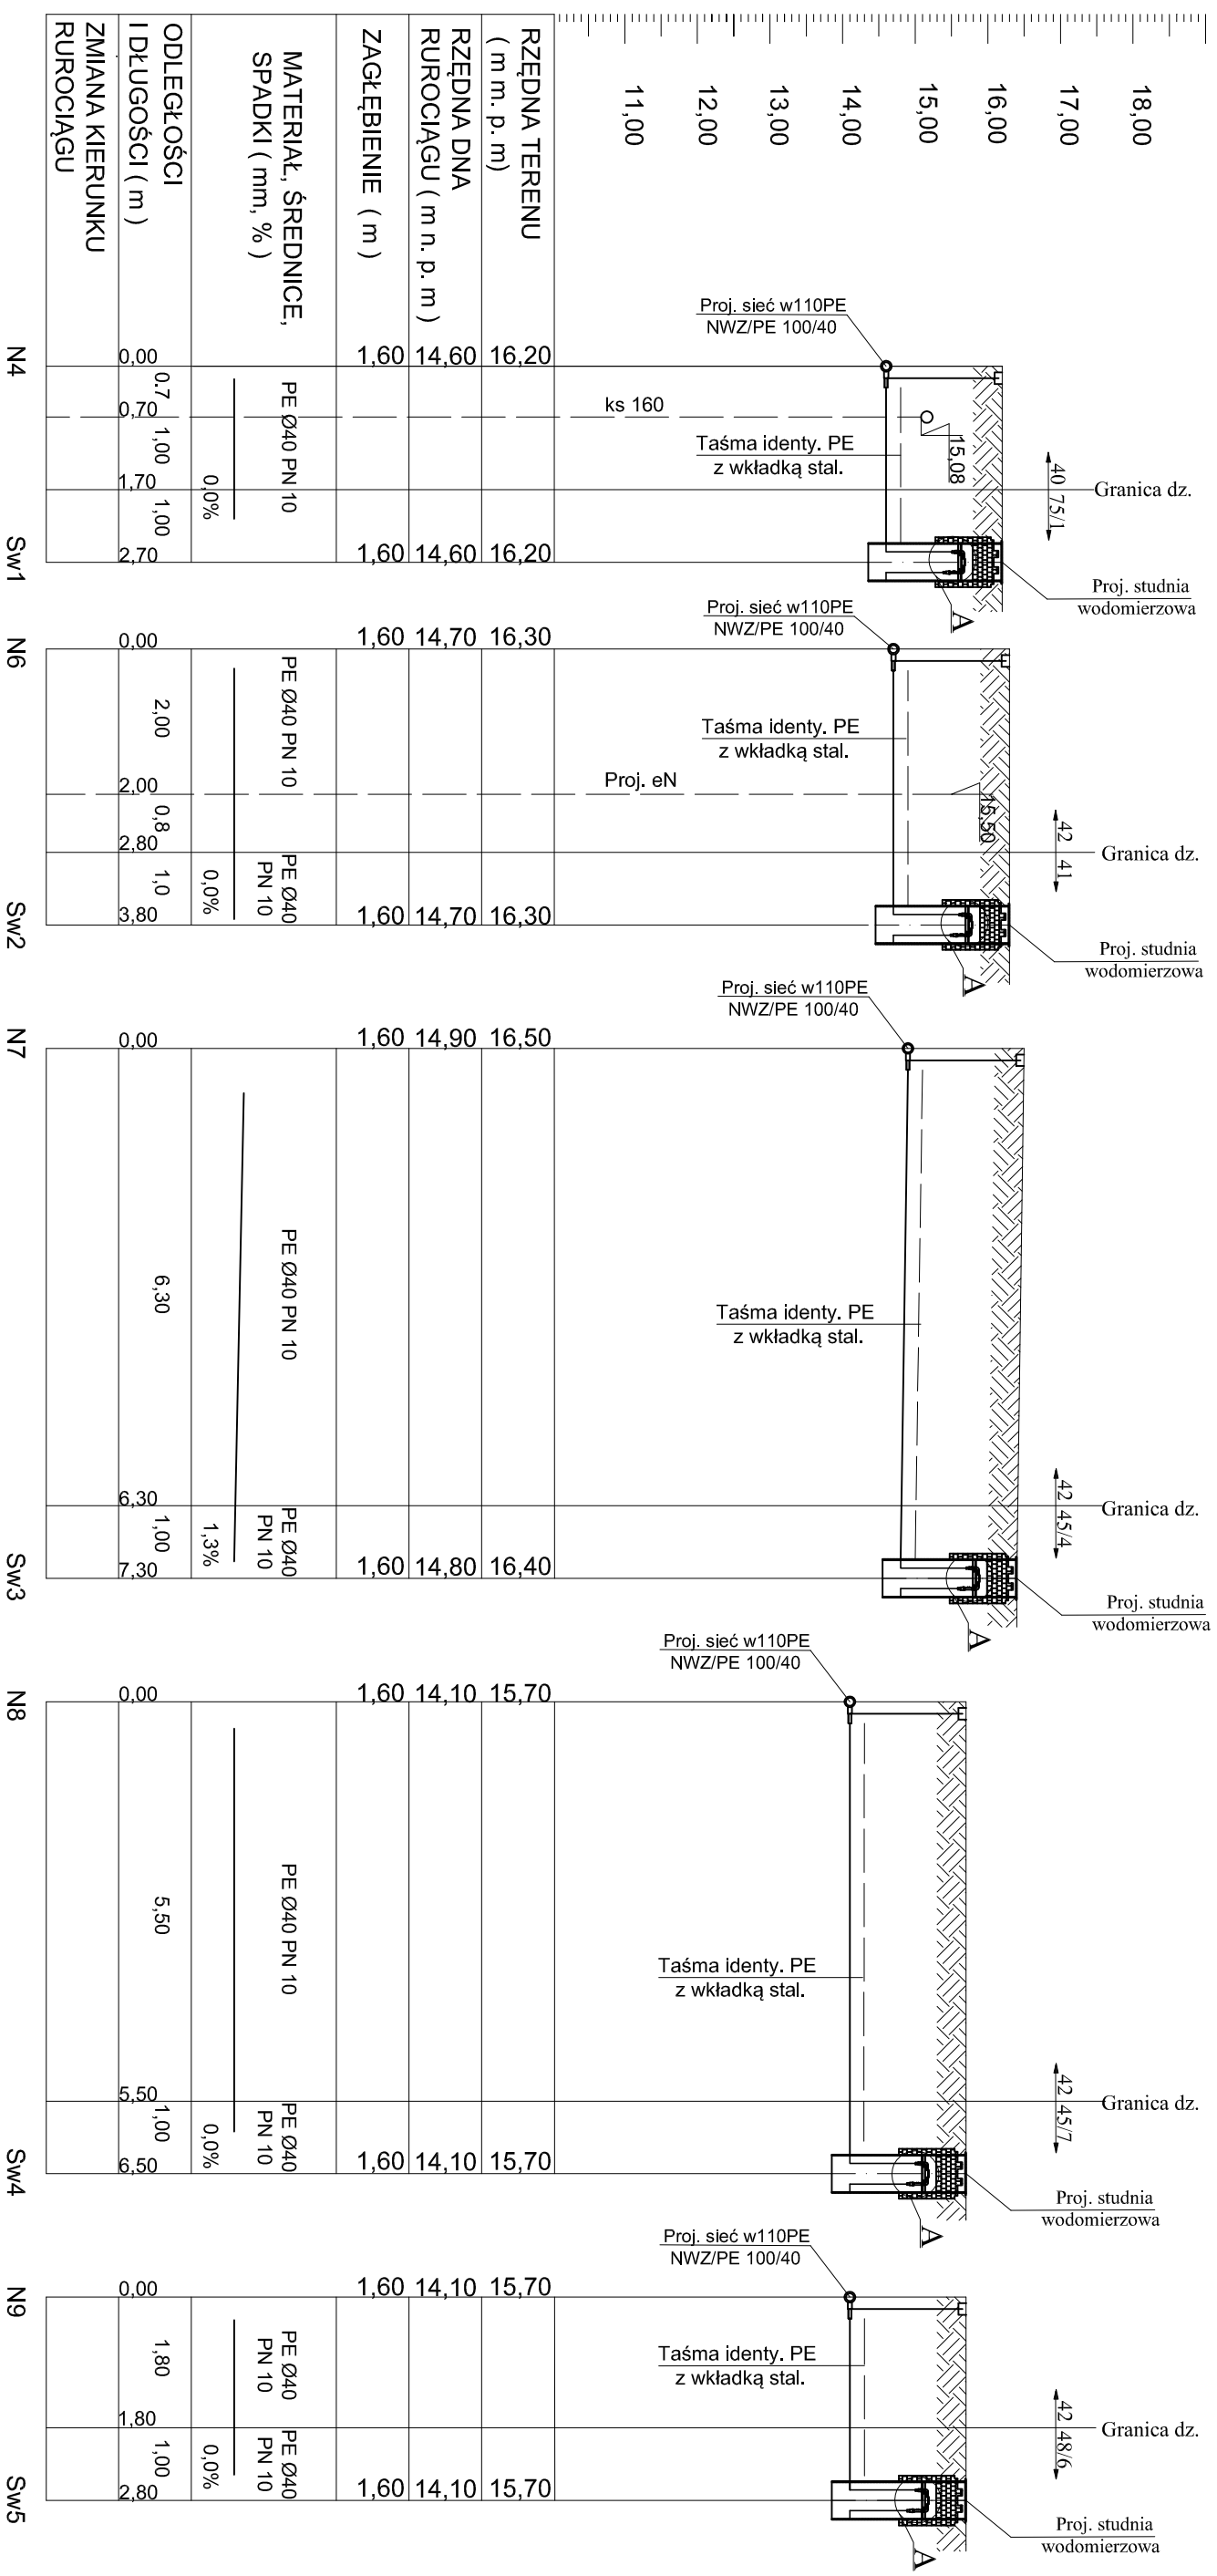 18,00
17,00
16,00
15,00
14,00
13,00
12,00
11,00
RZĘDNA TERENU
( m m. p. m)
RZĘDNA DNA
RUROCIĄGU ( m n. p. m )
ZAGŁĘBIENIE ( m )
MATERIAŁ, ŚREDNICE,
SPADKI ( mm, % )
ODLEGŁOŚCI
I DŁUGOŚCI ( m )
ZMIANA KIERUNKU
RUROCIĄGU
Proj. sieć w110PE
NWZ/PE 100/40
ks 160
15,08
Taśma identy. PE
z wkładką stal.
40 75/1
Granica dz.
Proj. studnia
wodomierzowa
A
16,20
14,60
1,60
16,20
14,60
1,60
PE Ø40 PN 10
0,0%
0,00
0.7
0,70
1,00
1,70
1,00
2,70
N4
Sw1
Proj. sieć w110PE
NWZ/PE 100/40
Taśma identy. PE
z wkładką stal.
Proj. eN
15,50
42 41
Granica dz.
Proj. studnia
wodomierzowa
A
16,30
14,70
1,60
16,30
14,70
1,60
PE Ø40 PN 10
PE Ø40
PN 10
0,0%
0,00
2,00
2,00
0,8
2,80
1,0
3,80
N6
Sw2
Proj. sieć w110PE
NWZ/PE 100/40
Taśma identy. PE
z wkładką stal.
42 45/4
Granica dz.
Proj. studnia
wodomierzowa
A
16,50
14,90
1,60
16,40
14,80
1,60
PE Ø40 PN 10
PE Ø40
PN 10
1,3%
0,00
6,30
6,30
1,00
7,30
N7
Sw3
Proj. sieć w110PE
NWZ/PE 100/40
Taśma identy. PE
z wkładką stal.
42 45/7
Granica dz.
Proj. studnia
wodomierzowa
A
15,70
14,10
1,60
15,70
14,10
1,60
PE Ø40 PN 10
PE Ø40
PN 10
0,0%
0,00
5,50
5,50
1,00
6,50
N8
Sw4
Proj. sieć w110PE
NWZ/PE 100/40
Taśma identy. PE
z wkładką stal.
42 48/6
Granica dz.
Proj. studnia
wodomierzowa
A
15,70
14,10
1,60
15,70
14,10
1,60
PE Ø40
PN 10
PE Ø40
PN 10
0,0%
0,00
1,80
1,80
1,00
2,80
N9
Sw5